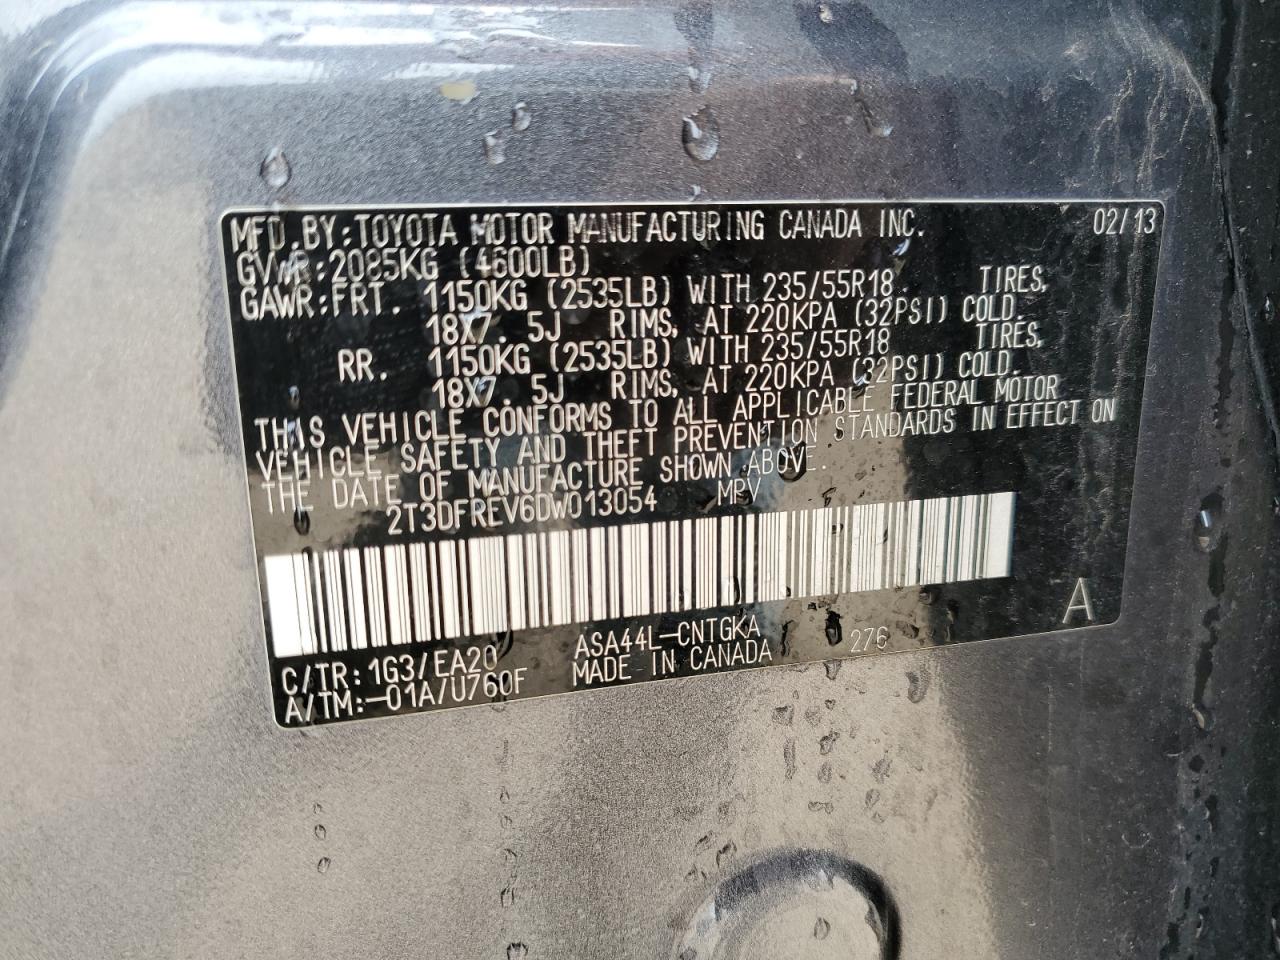 MFD.BY:TOYOTA MOTOR MANUFACTURING CANADA INC. 02/13
GVWR:2085KG (4600LB)
GAWR:FRT. 1150KG (2535LB) WITH 235/55R18 TIRES,
18X7.5J RIMS, AT 220KPA (32PSI) COLD.
RR. 1150KG (2535LB) WITH 235/55R18 TIRES,
18X7.5J RIMS, AT 220KPA (32PSI) COLD.
THIS VEHICLE CONFORMS TO ALL APPLICABLE FEDERAL MOTOR
VEHICLE SAFETY AND THEFT PREVENTION STANDARDS IN EFFECT ON
THE DATE OF MANUFACTURE SHOWN ABOVE.
2T3DFREV6DW013054 MPV
A
C/TR:1G3/EA20 ASA44L-CNTGKA 276
A/TM:-01A/U760F MADE IN CANADA